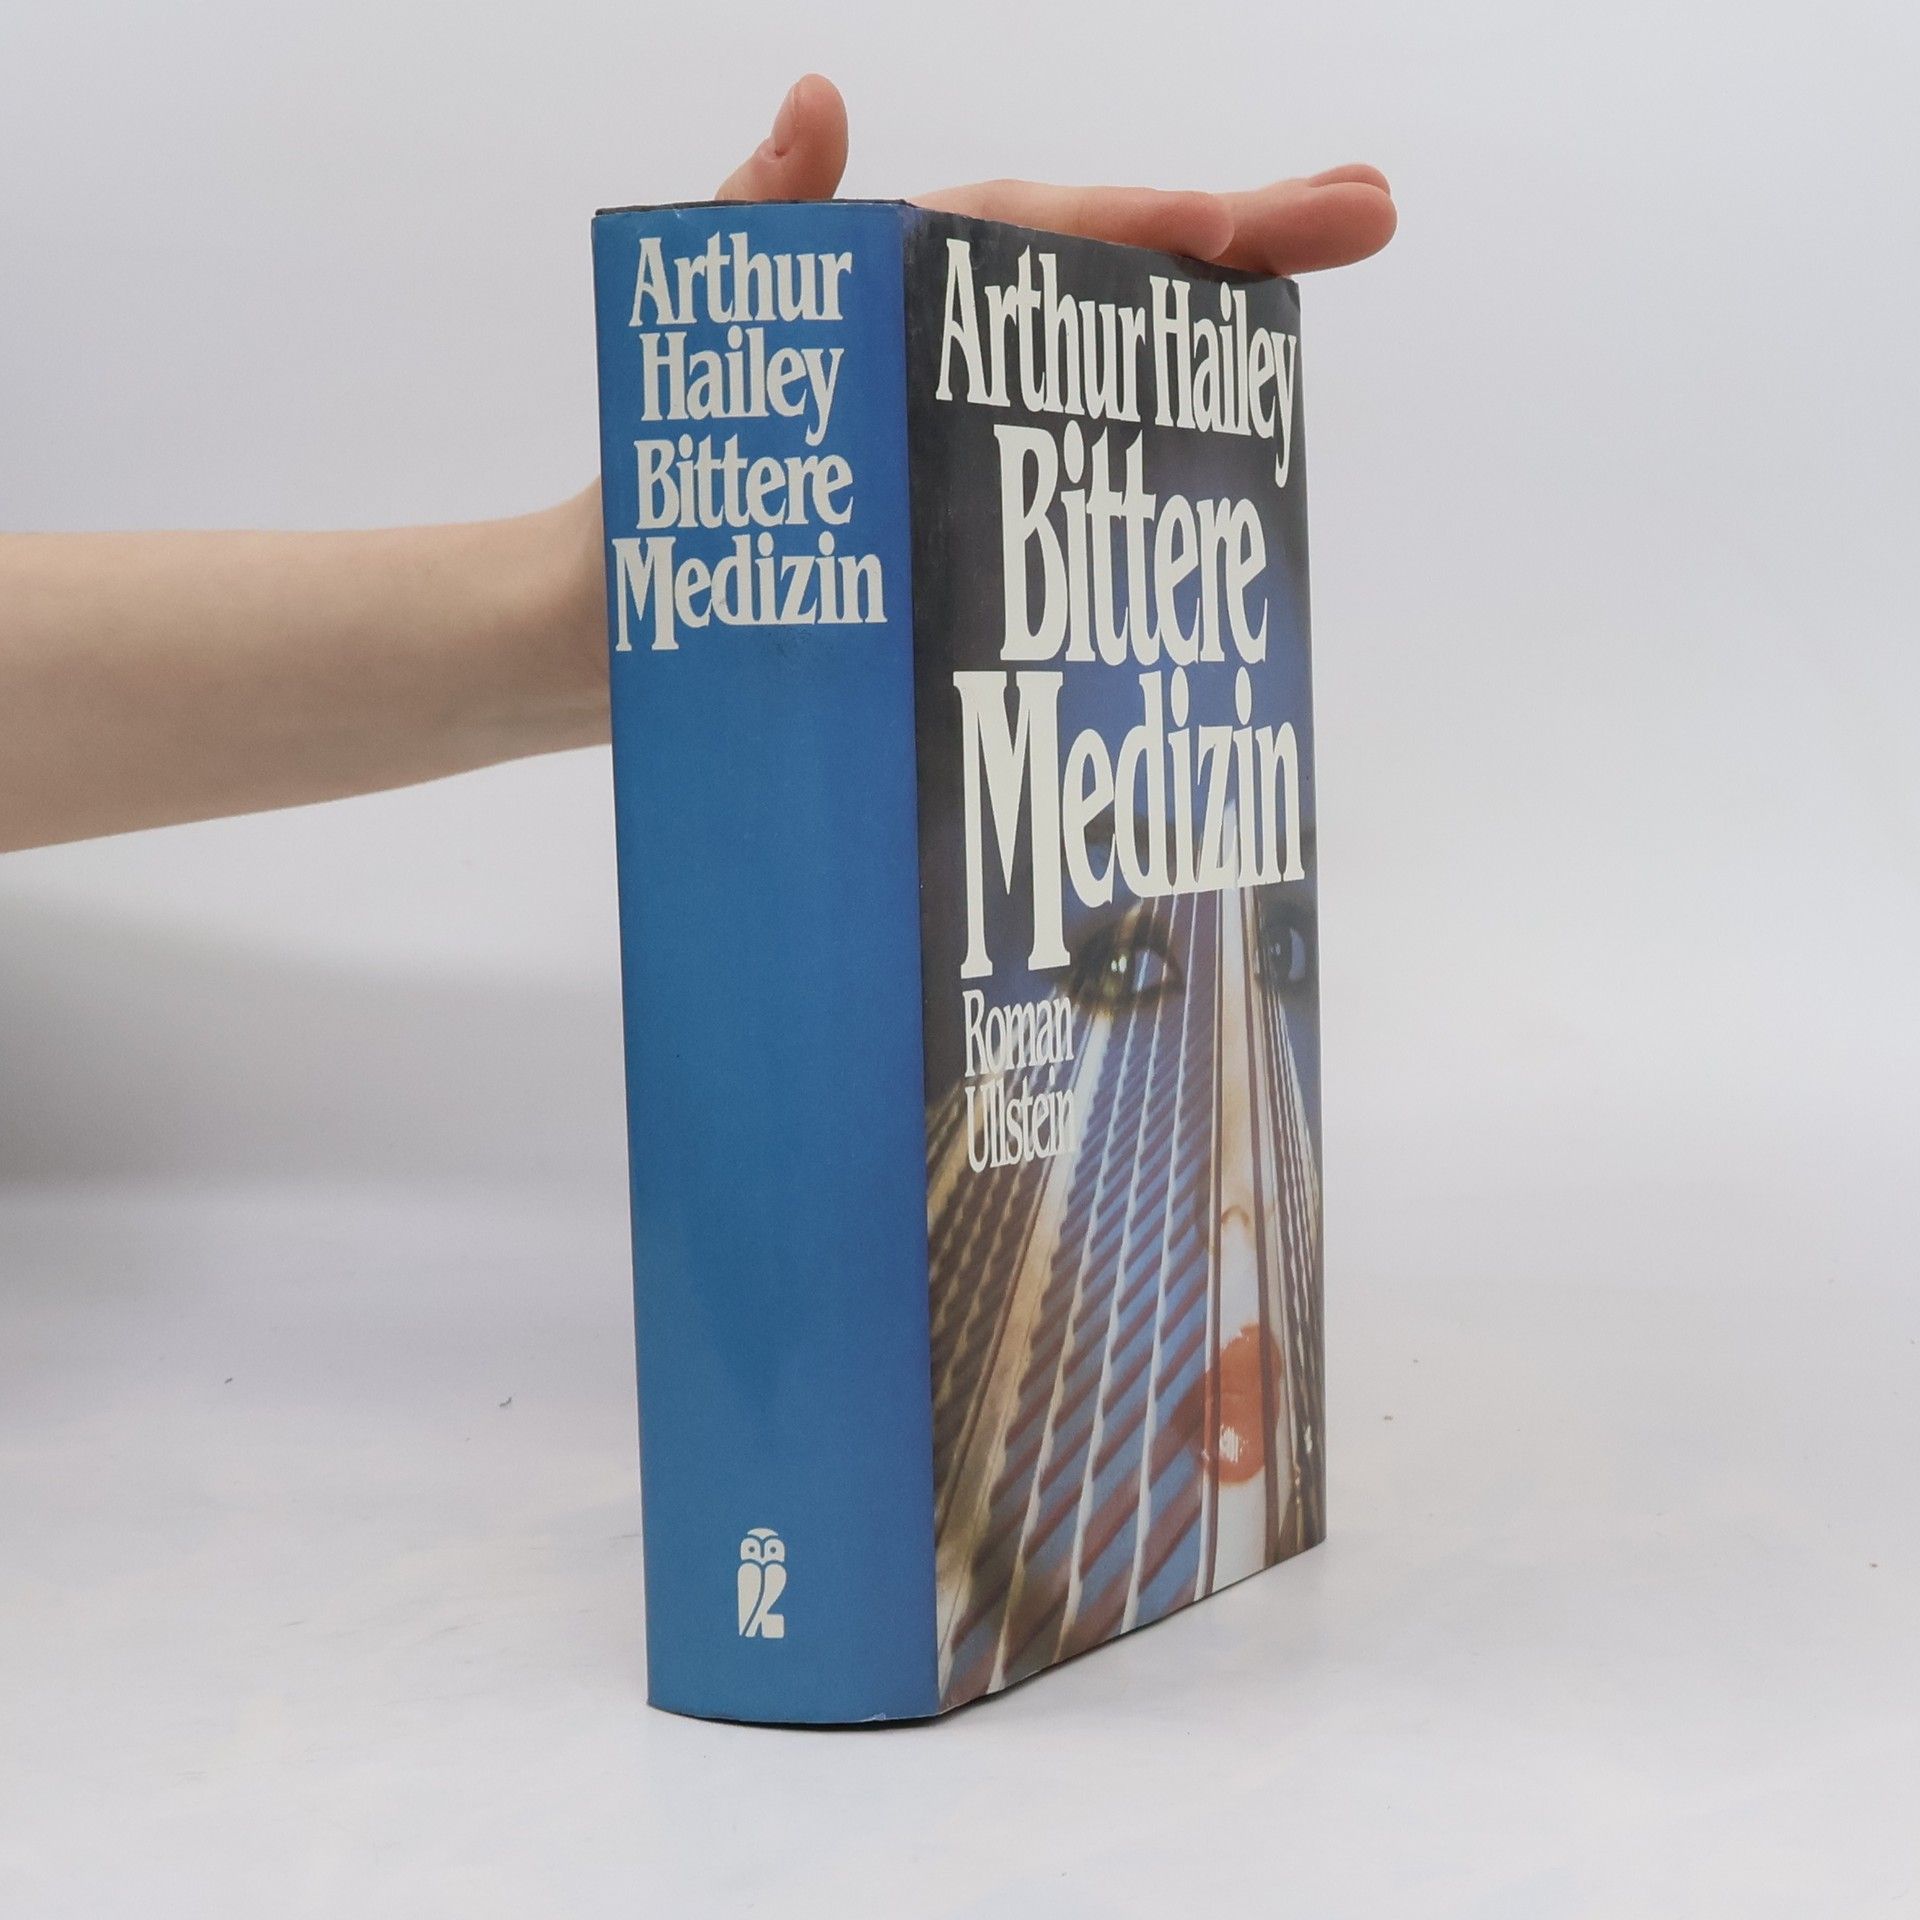 Arthur
Hailey
Bittere
Medizin
Arthur Hailey
Bittere
Medizin
Roman
Ullstein